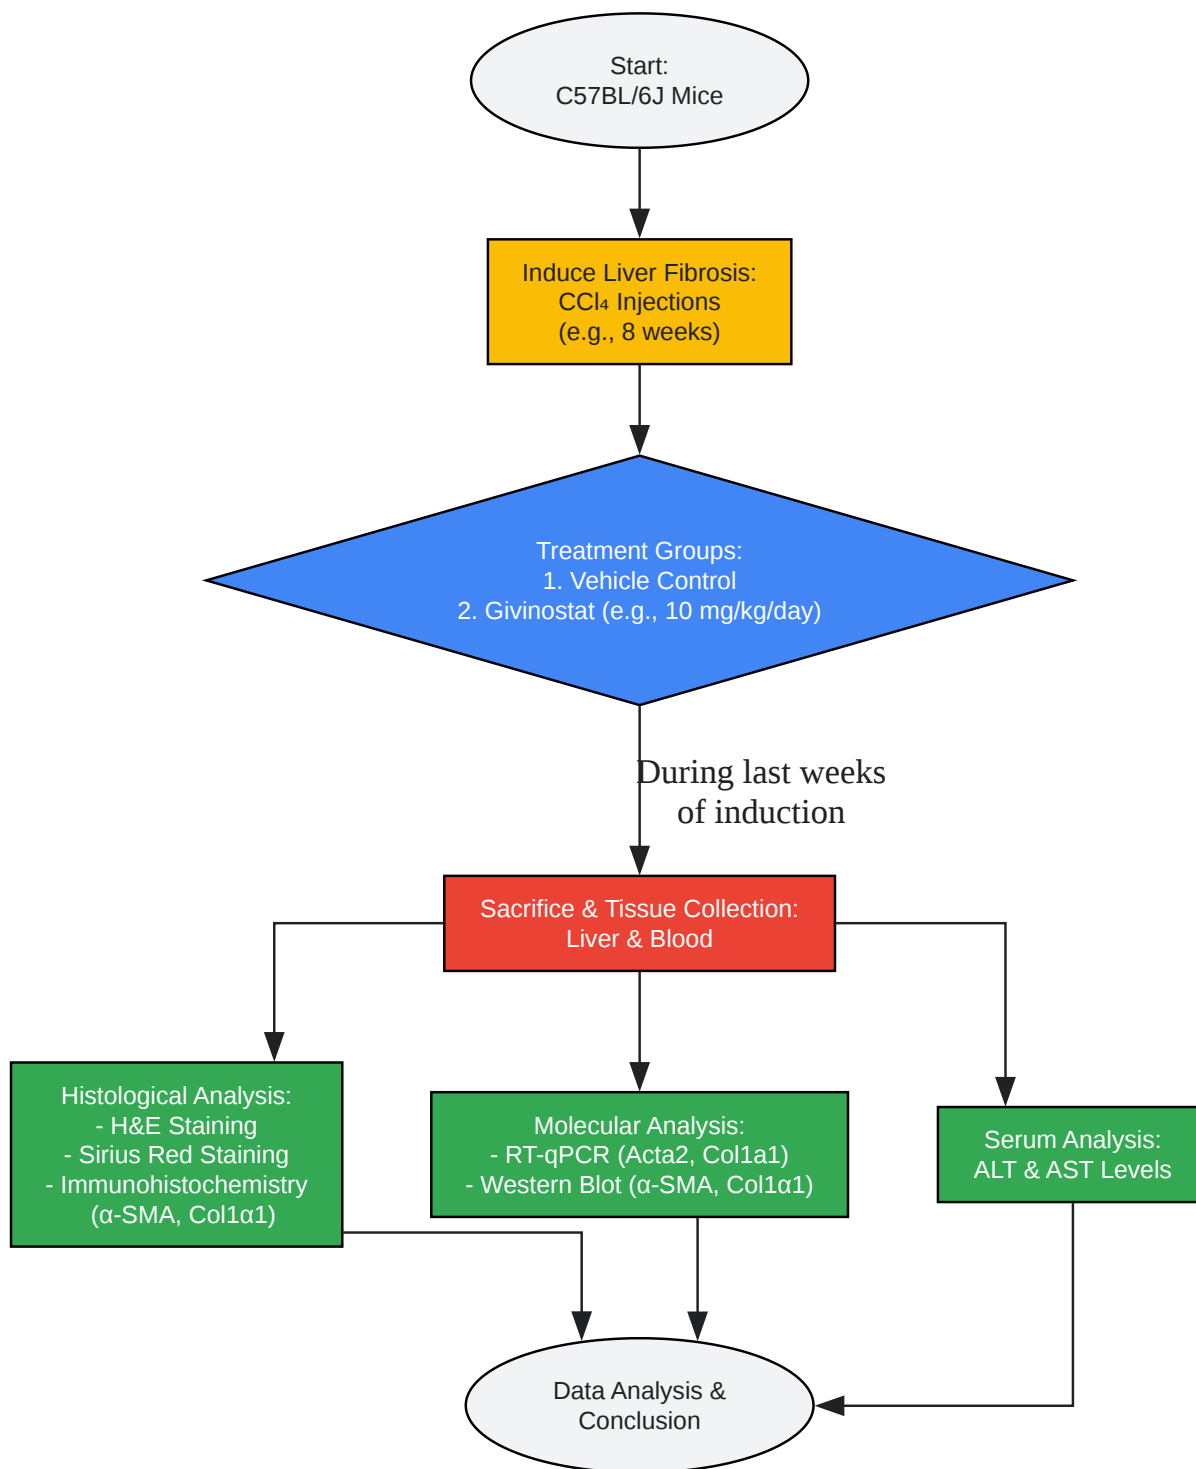 Start:
C57BL/6J Mice
Induce Liver Fibrosis:
CCl₄ Injections
(e.g., 8 weeks)
Treatment Groups:
1. Vehicle Control
2. Givinostat (e.g., 10 mg/kg/day)
During last weeks
of induction
Sacrifice & Tissue Collection:
Liver & Blood
Histological Analysis:
- H&E Staining
- Sirius Red Staining
- Immunohistochemistry
(α-SMA, Col1α1)
Molecular Analysis:
- RT-qPCR (Acta2, Col1a1)
- Western Blot (α-SMA, Col1α1)
Serum Analysis:
ALT & AST Levels
Data Analysis &
Conclusion